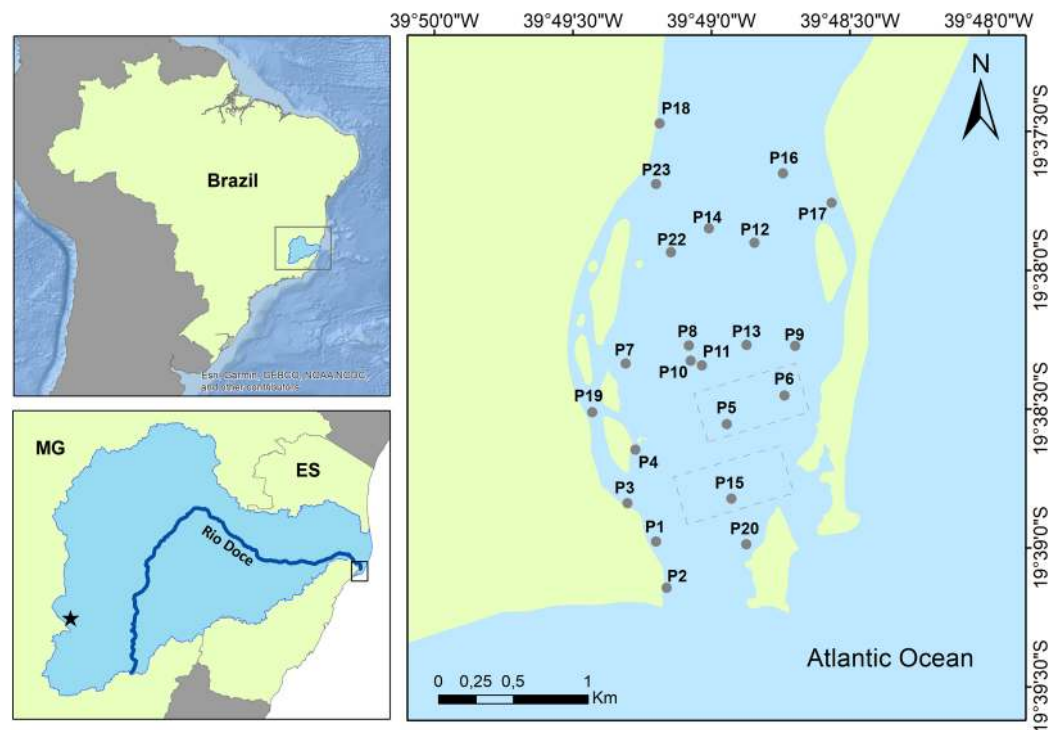 Brazil
Esri, Garmin, GEBCO, NOAA NGDC,
and other contributors
MG
ES
Rio Doce
39°50'0"W
39°49'30"W
39°49'0"W
39°48'30"W
39°48'0"W
N
P18
P16
P23
P17
P14
P12
P22
P8
P13
P9
P7
P11
P10
P6
P19
P5
P4
P15
P3
P1
P20
P2
19°37'30"S
19°38'0"S
19°38'30"S
19°39'0"S
19°39'30"S
Atlantic Ocean
0 0,25 0,5 1
Km